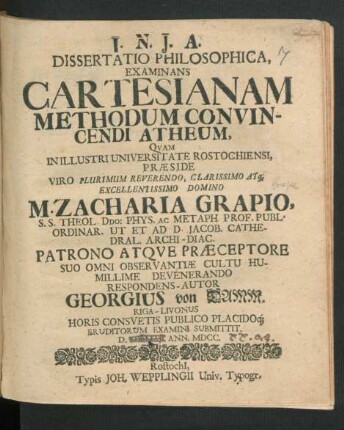 J. N. J. A.
DISSERTATIO PHILOSOPHICA,
EXAMINANS
CARTESIANAM
METHODUM CONVIN-
CENDI ATHEUM,
QVAM
IN ILLUSTRI UNIVERSITATE ROSTOCHIENSI,
PRÆSIDE
VIRO PLURIMUM REVERENDO, CLARISSIMO ATQ;
EXCELLENTISSIMO DOMINO
M. ZACHARIA GRAPIO,
S. S. THEOL. Ddo: PHYS. AC METAPH PROF. PUBL.
ORDINAR. UT ET AD D. JACOB. CATHE-
DRAL. ARCHI-DIAC.
PATRONO ATQVE PRÆCEPTORE
SUO OMNI OBSERVANTIÆ CULTU HU-
MILLIME DEVENERANDO
RESPONDENS-AUTOR
GEORGIUS von
RIGA-LIVONUS
HORIS CONSVETIS PUBLICO PLACIDOQ;
ERUDITORUM EXAMINI SUBMITTIT.
D. ANN. MDCC.
RostochI,
Typis JOH. WEPPLINGII Univ. Typogr.